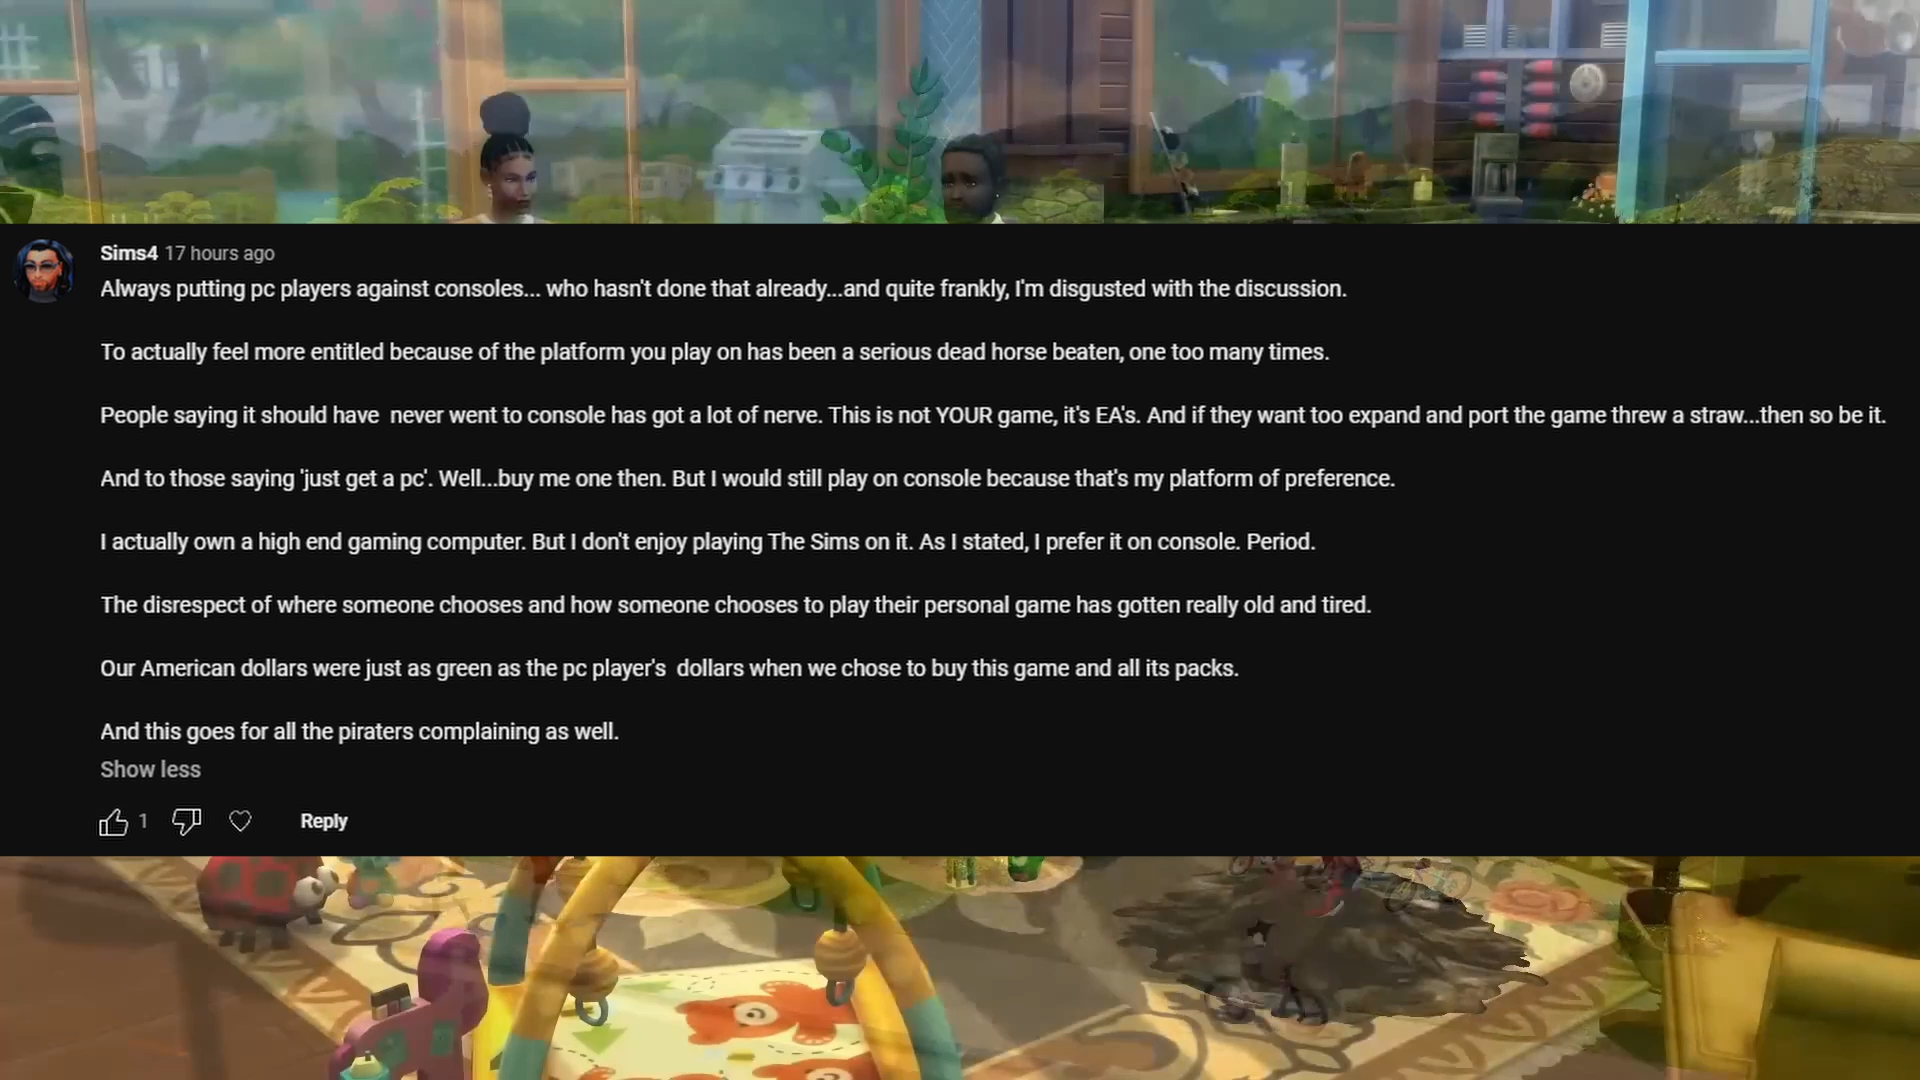 Sims4 17 hours ago
Always putting pc players against consoles... who hasn't done that already...and quite frankly, I'm disgusted with the discussion.
To actually feel more entitled because of the platform you play on has been a serious dead horse beaten, one too many times.
People saying it should have  never went to console has got a lot of nerve. This is not YOUR game, it's EA's. And if they want too expand and port the game threw a straw...then so be it.
And to those saying 'just get a pc'. Well...buy me one then. But I would still play on console because that's my platform of preference.
I actually own a high end gaming computer. But I don't enjoy playing The Sims on it. As I stated, I prefer it on console. Period.
The disrespect of where someone chooses and how someone chooses to play their personal game has gotten really old and tired.
Our American dollars were just as green as the pc player's  dollars when we chose to buy this game and all its packs.
And this goes for all the piraters complaining as well.
Show less
1 Reply